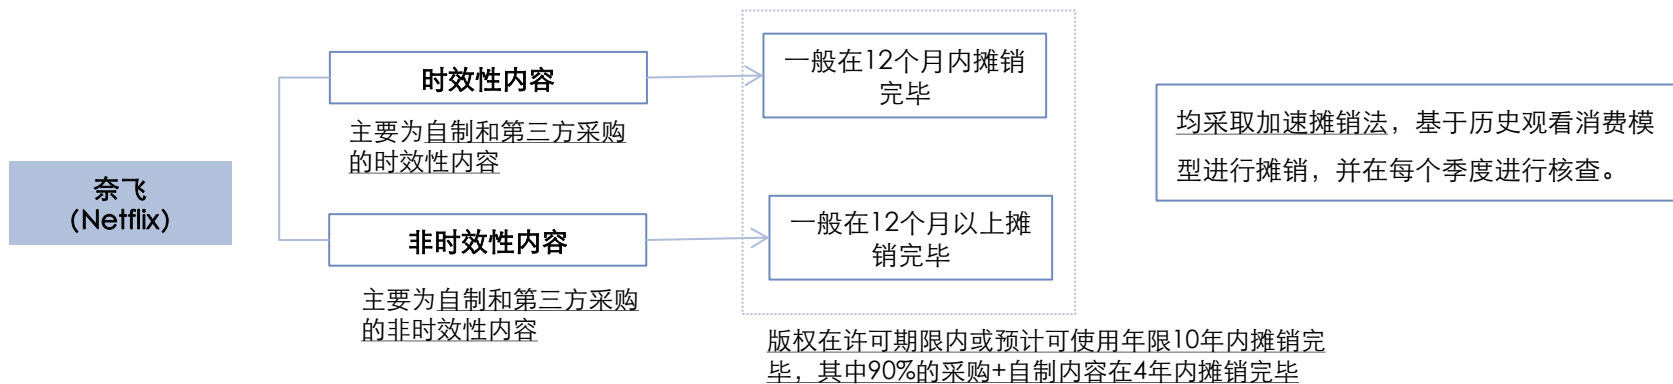 奈飞
(Netflix)
时效性内容
主要为自制和第三方采购
的时效性内容
非时效性内容
主要为自制和第三方采购
的非时效性内容
一般在12个月内摊销
完毕
一般在12个月以上摊
销完毕
版权在许可期限内或预计可使用年限10年内摊销完
毕，其中90%的采购+自制内容在4年内摊销完毕
均采取加速摊销法，基于历史观看消费模
型进行摊销，并在每个季度进行核查。